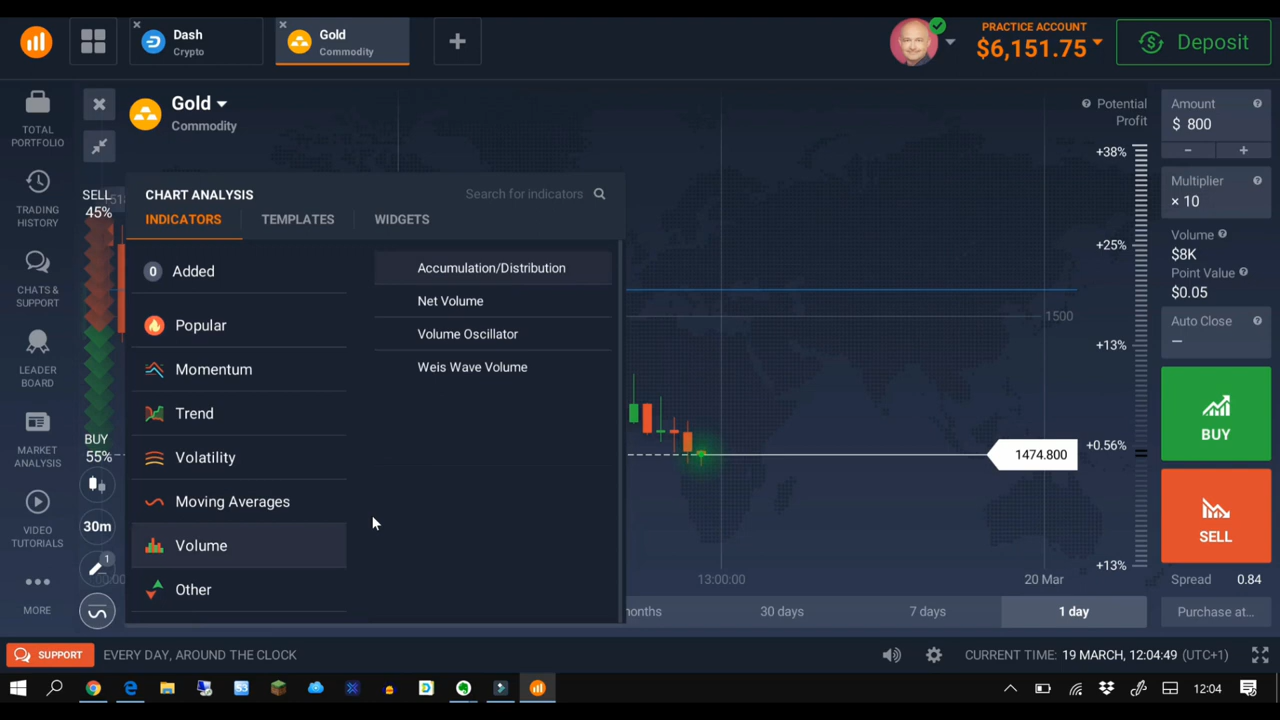 Dash
Crypto
Gold
Commodity
PRACTICE ACCOUNT
$6,151.75
Deposit
TOTAL
PORTFOLIO
TRADING
HISTORY
CHATS &
SUPPORT
LEADER
BOARD
MARKET
ANALYSIS
VIDEO
TUTORIALS
MORE
Gold
Commodity
SELL
45%
BUY
55%
30m
1
CHART ANALYSIS
Search for indicators
INDICATORS
TEMPLATES
WIDGETS
0 Added
Popular
Momentum
Trend
Volatility
Moving Averages
Volume
Other
Accumulation/Distribution
Net Volume
Volume Oscillator
Weis Wave Volume
Potential
Profit
+38%
+25%
+13%
+0.56%
+13%
1500
1474.800
13:00:00
20 Mar
30 days
7 days
1 day
Amount
$ 800
- +
Multiplier
× 10
Volume
$8K
Point Value
$0.05
Auto Close
–
BUY
SELL
Spread 0.84
Purchase at...
SUPPORT
EVERY DAY, AROUND THE CLOCK
CURRENT TIME: 19 MARCH, 12:04:49 (UTC+1)
12:04